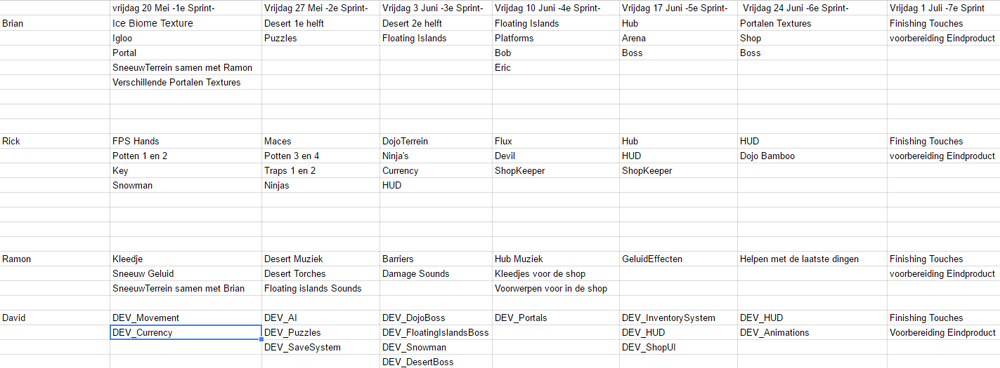 vrijdag 20 Mei -1e Sprint- Vrijdag 27 Mei -2e Sprint- Vrijdag 3 Juni -3e Sprint- Vrijdag 10 Juni -4e Sprint- Vrijdag 17 Juni -5e Sprint- Vrijdag 24 Juni -6e Sprint- Vrijdag 1 Juli -7e Sprint
Brian Ice Biome Texture Desert 1e helft Desert 2e helft Floating Islands Hub Portalen Textures Finishing Touches
Igloo Puzzles Floating Islands Platforms Arena Shop voorbereiding Eindproduct
Portal Bob Boss Boss
SneeuwTerrein samen met Ramon Eric
Verschillende Portalen Textures
Rick FPS Hands Maces DojoTerrein Flux Hub HUD Finishing Touches
Potten 1 en 2 Potten 3 en 4 Ninja's Devil HUD Dojo Bamboo voorbereiding Eindproduct
Key Traps 1 en 2 Currency ShopKeeper ShopKeeper
Snowman Ninjas HUD
Ramon Kleedje Desert Muziek Barriers Hub Muziek GeluidEffecten Helpen met de laatste dingen Finishing Touches
Sneeuw Geluid Desert Torches Damage Sounds Kleedjes voor de shop voorbereiding Eindproduct
SneeuwTerrein samen met Brian Floating islands Sounds Voorwerpen voor in de shop
David DEV_Movement DEV_AI DEV_DojoBoss DEV_Portals DEV_InventorySystem DEV_HUD Finishing Touches
DEV_Currency DEV_Puzzles DEV_FloatingIslandsBoss DEV_HUD DEV_Animations Voorbereiding Eindproduct
DEV_SaveSystem DEV_Snowman DEV_ShopUI
DEV_DesertBoss